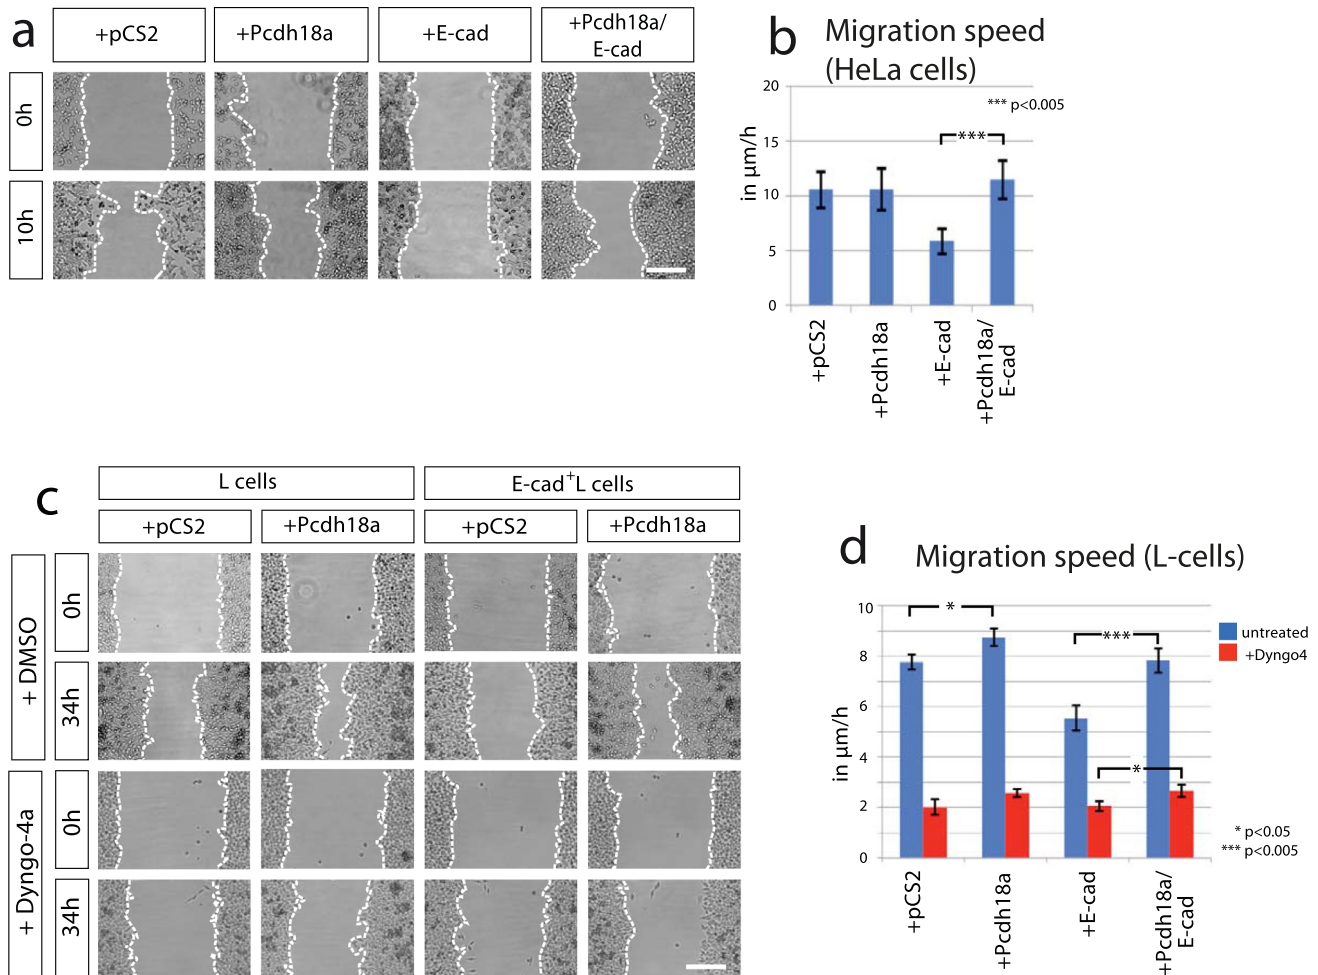 a
+pCS2
+Pcdh18a
+E-cad
+Pcdh18a/
E-cad
0h
10h
b
Migration speed
(HeLa cells)
20
15
10
5
0
in µm/h
*** p<0.005
***
+pCS2
+Pcdh18a
+E-cad
+Pcdh18a/
E-cad
c
L cells
E-cad+L cells
+pCS2
+Pcdh18a
+pCS2
+Pcdh18a
+ DMSO
0h
34h
+ Dyngo-4a
0h
34h
d
Migration speed (L-cells)
10
8
6
4
2
0
in µm/h
*
***
*
untreated
+Dyngo4
* p<0.05
*** p<0.005
+pCS2
+Pcdh18a
+E-cad
+Pcdh18a/
E-cad